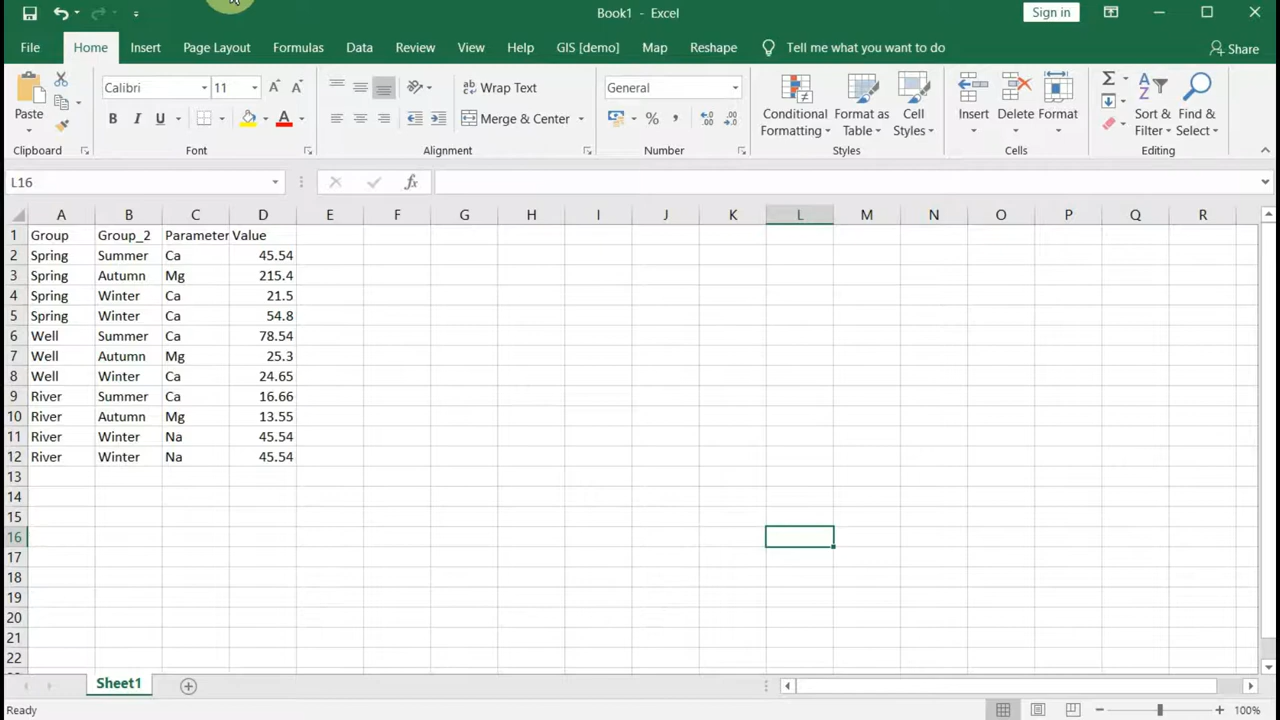 Book1 - Excel
Sign in
File Home Insert Page Layout Formulas Data Review View Help GIS [demo] Map Reshape Tell me what you want to do Share
Paste
Clipboard
Calibri 11
B I U A
Font
Wrap Text
Merge & Center
Alignment
General
%
Number
Conditional Formatting
Format as Table
Cell Styles
Styles
Insert Delete Format
Cells
Sort & Filter
Find & Select
Editing
L16 fx
A B C D E F G H I J K L M N O P Q R
1 Group Group_2 Parameter Value
2 Spring Summer Ca 45.54
3 Spring Autumn Mg 215.4
4 Spring Winter Ca 21.5
5 Spring Winter Ca 54.8
6 Well Summer Ca 78.54
7 Well Autumn Mg 25.3
8 Well Winter Ca 24.65
9 River Summer Ca 16.66
10 River Autumn Mg 13.55
11 River Winter Na 45.54
12 River Winter Na 45.54
13
14
15
16
17
18
19
20
21
22
Sheet1
Ready 100%